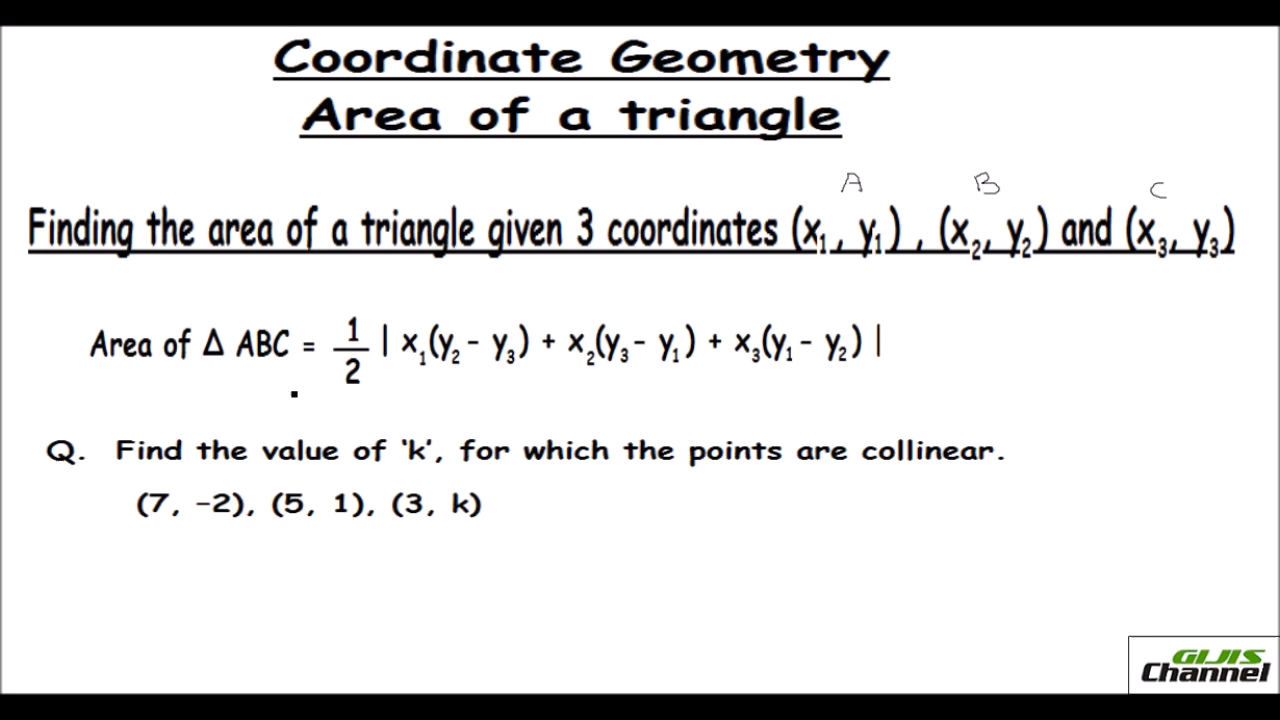 Coordinate Geometry
Area of a triangle
A B C
Finding the area of a triangle given 3 coordinates (x₁, y₁) , (x₂, y₂) and (x₃, y₃)
Area of Δ ABC = 1/2 | x₁(y₂ - y₃) + x₂(y₃ - y₁) + x₃(y₁ - y₂) |
Q. Find the value of ‘k’, for which the points are collinear.
(7, -2), (5, 1), (3, k)
GIIS
Channel